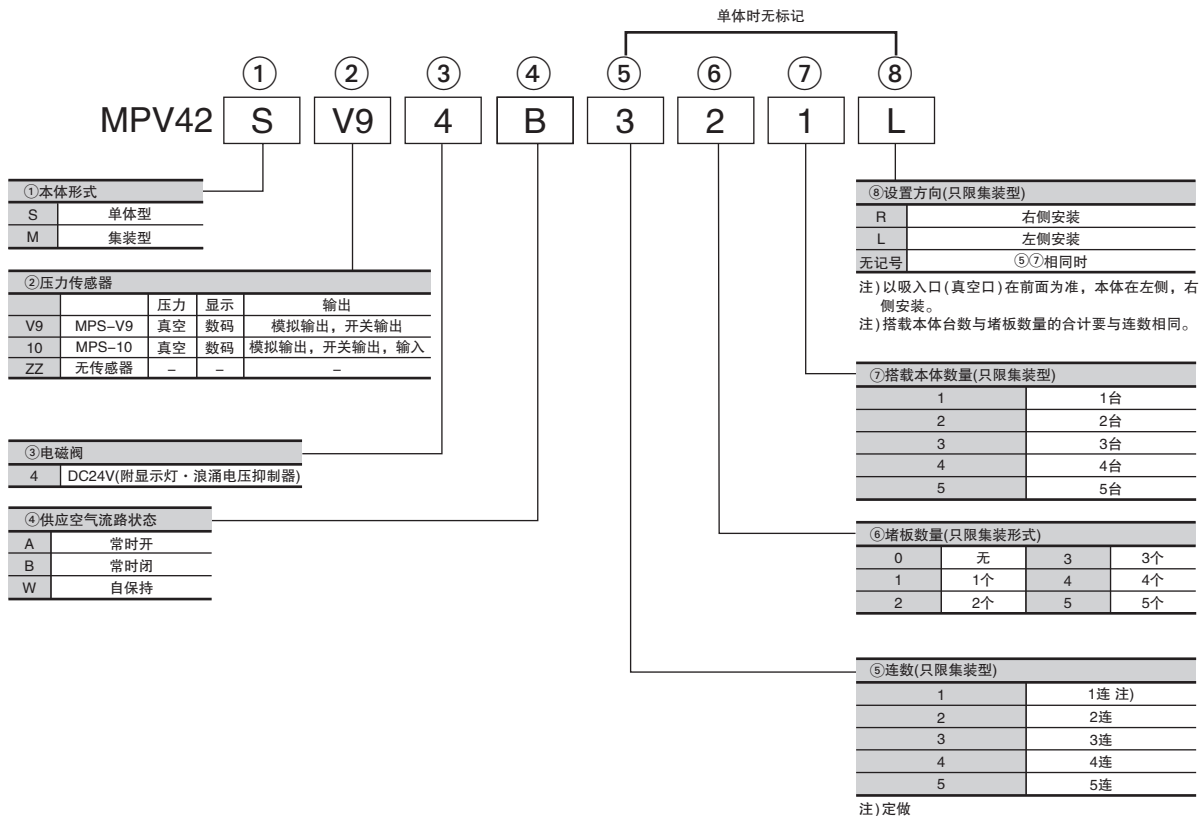 单体时无标记
① ② ③ ④ ⑤ ⑥ ⑦ ⑧
MPV42 S V9 4 B 3 2 1 L
①本体形式
S 单体型
M 集装型
②压力传感器
压力 显示 输出
V9 MPS-V9 真空 数码 模拟输出，开关输出
10 MPS-10 真空 数码 模拟输出，开关输出，输入
ZZ 无传感器 - - -
③电磁阀
4 DC24V(附显示灯・浪涌电压抑制器)
④供应空气流路状态
A 常时开
B 常时闭
W 自保持
⑧设置方向(只限集装型)
R 右侧安装
L 左侧安装
无记号 ⑤⑦相同时
注)以吸入口(真空口)在前面为准，本体在左侧，右
侧安装。
注)搭载本体台数与堵板数量的合计要与连数相同。
⑦搭载本体数量(只限集装型)
1 1台
2 2台
3 3台
4 4台
5 5台
⑥堵板数量(只限集装形式)
0 无 3 3个
1 1个 4 4个
2 2个 5 5个
⑤连数(只限集装型)
1 1连 注)
2 2连
3 3连
4 4连
5 5连
注)定做